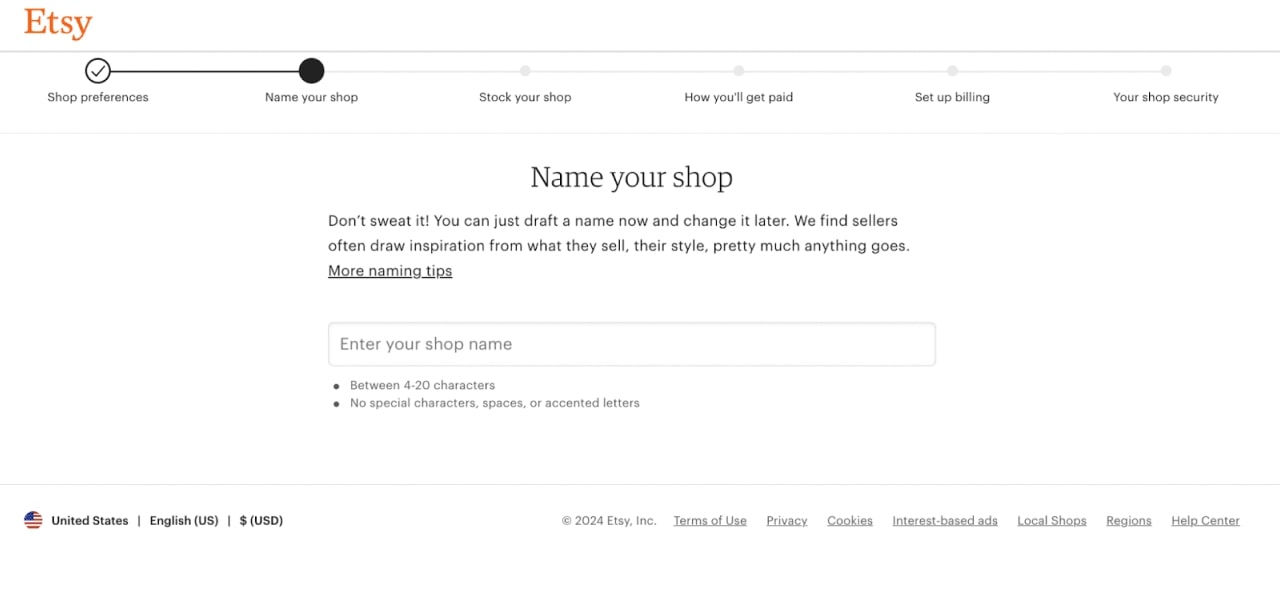 Etsy
Shop preferences
Name your shop
Stock your shop
How you'll get paid
Set up billing
Your shop security
Name your shop
Don’t sweat it! You can just draft a name now and change it later. We find sellers
often draw inspiration from what they sell, their style, pretty much anything goes.
More naming tips
Enter your shop name
Between 4-20 characters
No special characters, spaces, or accented letters
United States | English (US) | $ (USD)
© 2024 Etsy, Inc. Terms of Use Privacy Cookies Interest-based ads Local Shops Regions Help Center